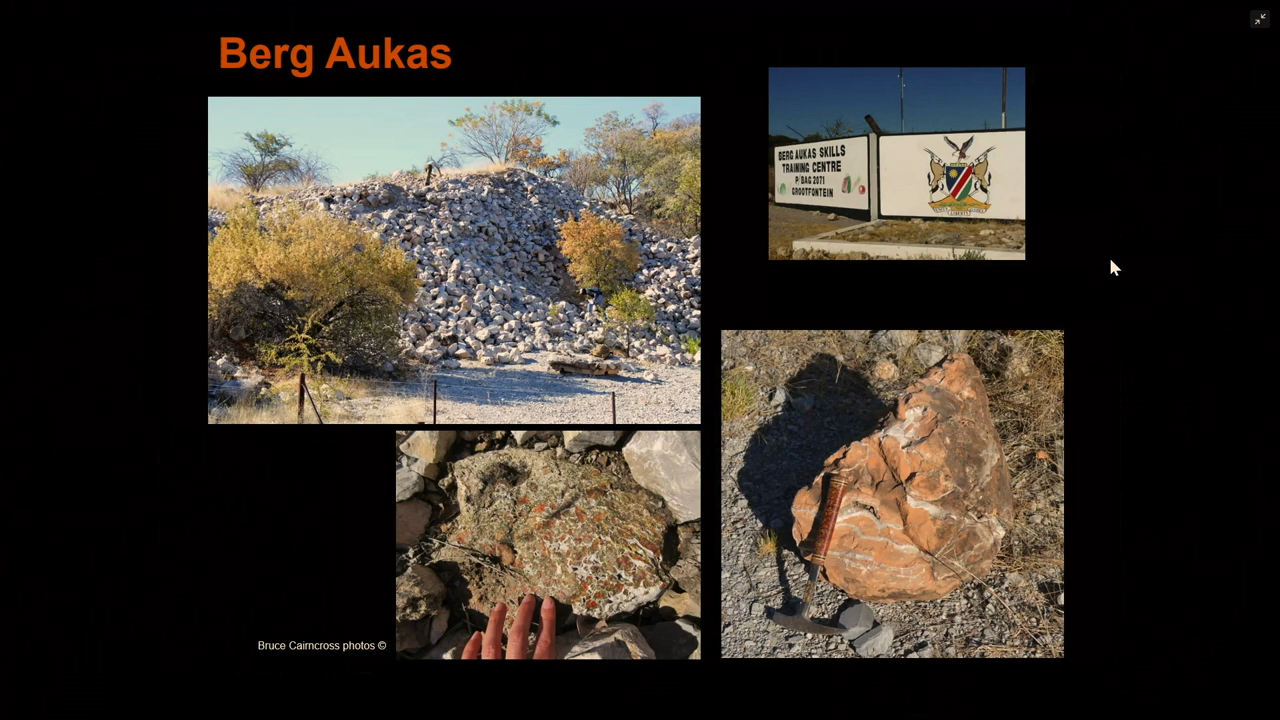 Berg Aukas
BERG AUKAS SKILLS
TRAINING CENTRE
P/BAG 2071
GROOTFONTEIN
Bruce Cairncross photos ©